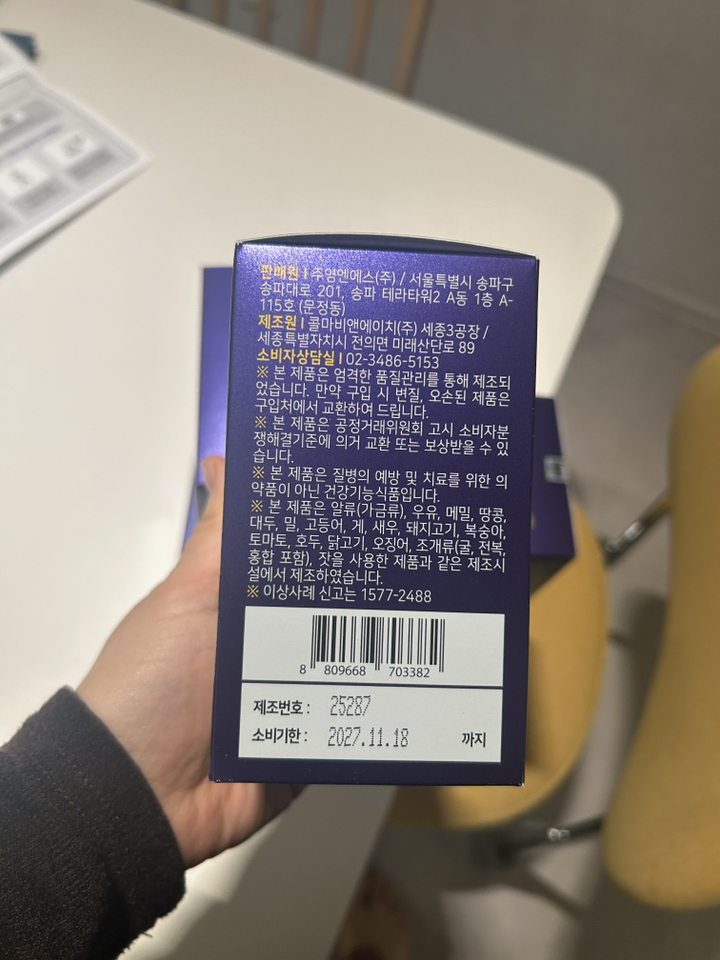 판매원 I 주영엔에스(주) / 서울특별시 송파구
송파대로 201, 송파 테라타워2 A동 1층 A-
115호 (문정동)
제조원 I 콜마비앤에이치(주) 세종3공장 /
세종특별자치시 전의면 미래산단로 89
소비자상담실 I 02-3486-5153
※ 본 제품은 엄격한 품질관리를 통해 제조되
었습니다. 만약 구입 시 변질, 오손된 제품은
구입처에서 교환하여 드립니다.
※ 본 제품은 공정거래위원회 고시 소비자분
쟁해결기준에 의거 교환 또는 보상받을 수 있
습니다.
※ 본 제품은 질병의 예방 및 치료를 위한 의
약품이 아닌 건강기능식품입니다.
※ 본 제품은 알류(가금류), 우유, 메밀, 땅콩,
대두, 밀, 고등어, 게, 새우, 돼지고기, 복숭아,
토마토, 호두, 닭고기, 오징어, 조개류(굴, 전복,
홍합 포함), 잣을 사용한 제품과 같은 제조시
설에서 제조하였습니다.
※ 이상사례 신고는 1577-2488
8 809668 703382
제조번호 : 25287
소비기한 : 2027.11.18 까지